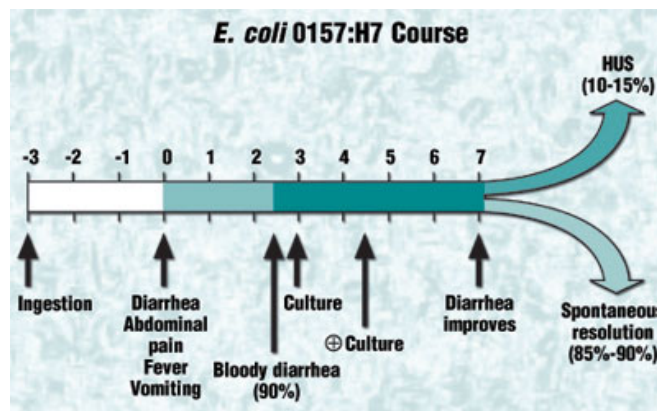 E. coli 0157:H7 Course
HUS
(10-15%)
-3 -2 -1 0 1 2 3 4 5 6 7
Ingestion
Diarrhea
Abdominal
pain
Fever
Vomiting
Bloody diarrhea
(90%)
Culture
⊕Culture
Diarrhea
improves
Spontaneous
resolution
(85%-90%)